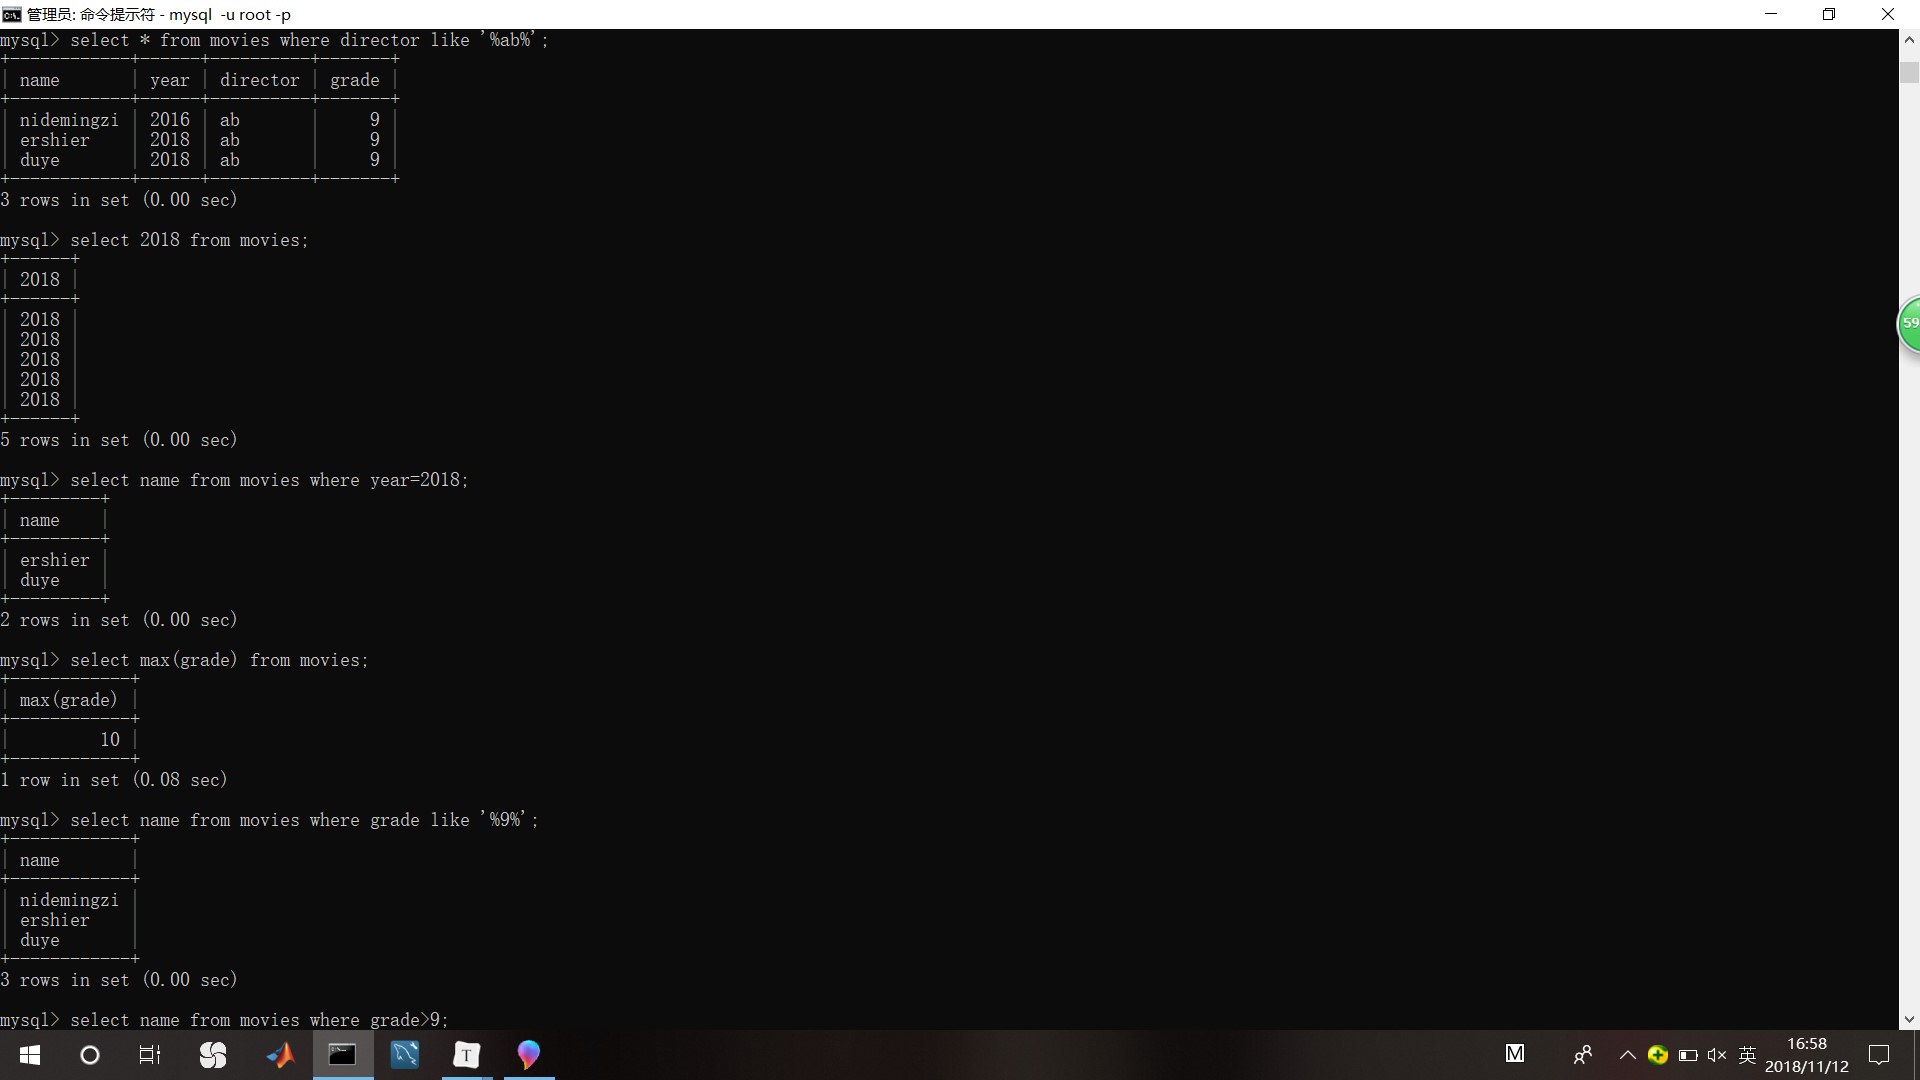 管理员: 命令提示符 - mysql  -u root -p
mysql> select * from movies where director like '%ab%';
+------------+------+----------+-------+
| name       | year | director | grade |
+------------+------+----------+-------+
| nidemingzi | 2016 | ab       |     9 |
| ershier    | 2018 | ab       |     9 |
| duye       | 2018 | ab       |     9 |
+------------+------+----------+-------+
3 rows in set (0.00 sec)
mysql> select 2018 from movies;
+------+
| 2018 |
+------+
| 2018 |
| 2018 |
| 2018 |
| 2018 |
| 2018 |
+------+
5 rows in set (0.00 sec)
mysql> select name from movies where year=2018;
+---------+
| name    |
+---------+
| ershier |
| duye    |
+---------+
2 rows in set (0.00 sec)
mysql> select max(grade) from movies;
+------------+
| max(grade) |
+------------+
|         10 |
+------------+
1 row in set (0.08 sec)
mysql> select name from movies where grade like '%9%';
+------------+
| name       |
+------------+
| nidemingzi |
| ershier    |
| duye       |
+------------+
3 rows in set (0.00 sec)
mysql> select name from movies where grade>9;
59
T
M
英
16:58
2018/11/12